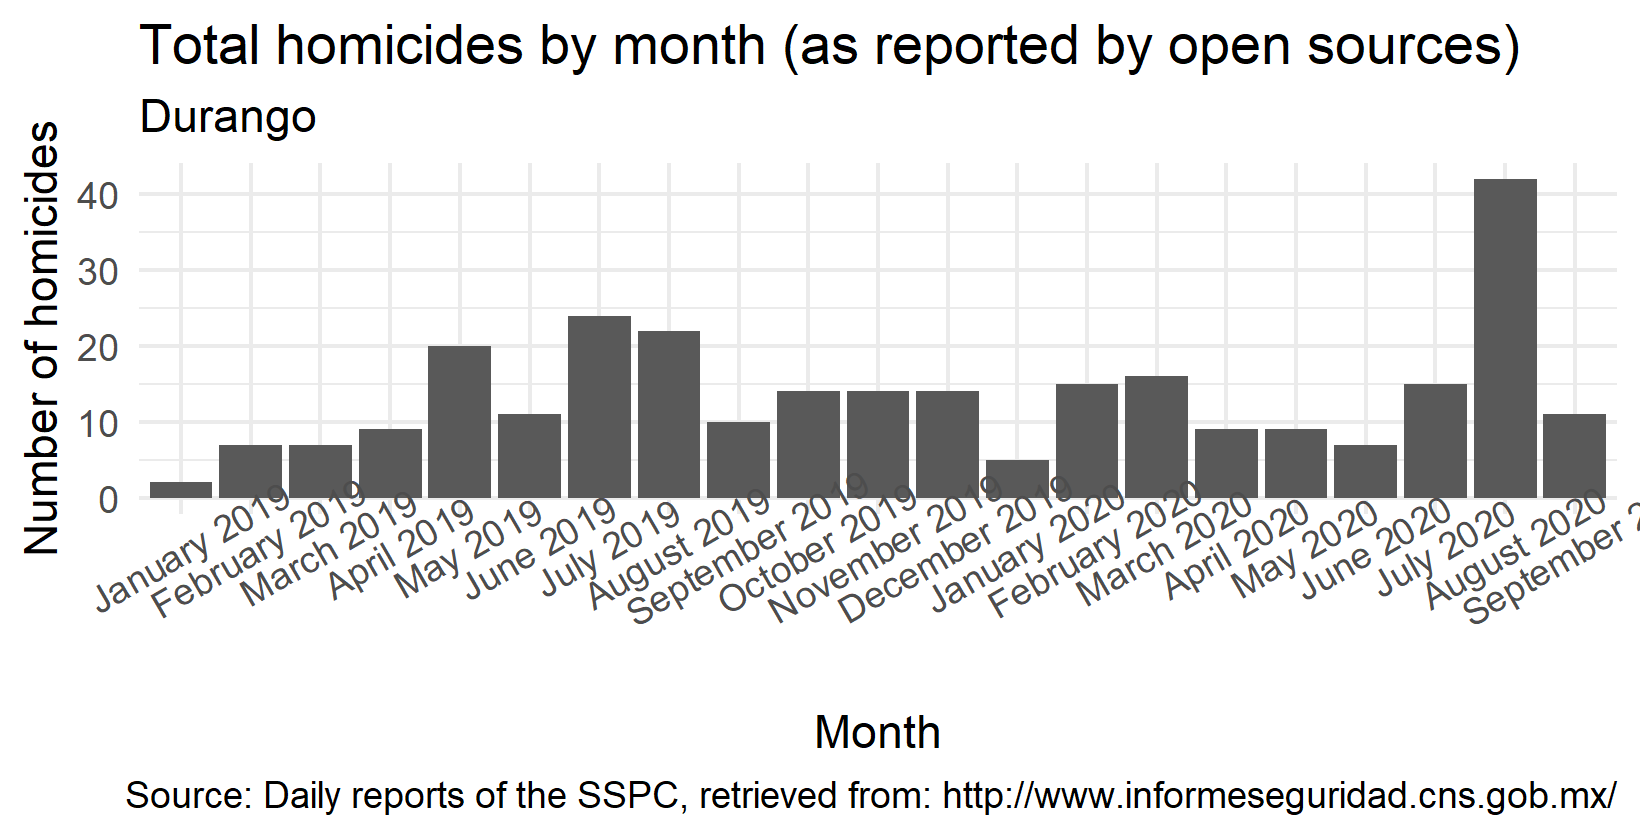 Total homicides by month (as reported by open sources)
Durango
Number of homicides
40
30
20
10
0
January 2019
February 2019
March 2019
April 2019
May 2019
June 2019
July 2019
August 2019
September 2019
October 2019
November 2019
December 2019
January 2020
February 2020
March 2020
April 2020
May 2020
June 2020
July 2020
August 2020
September 2
Month
Source: Daily reports of the SSPC, retrieved from: http://www.informeseguridad.cns.gob.mx/